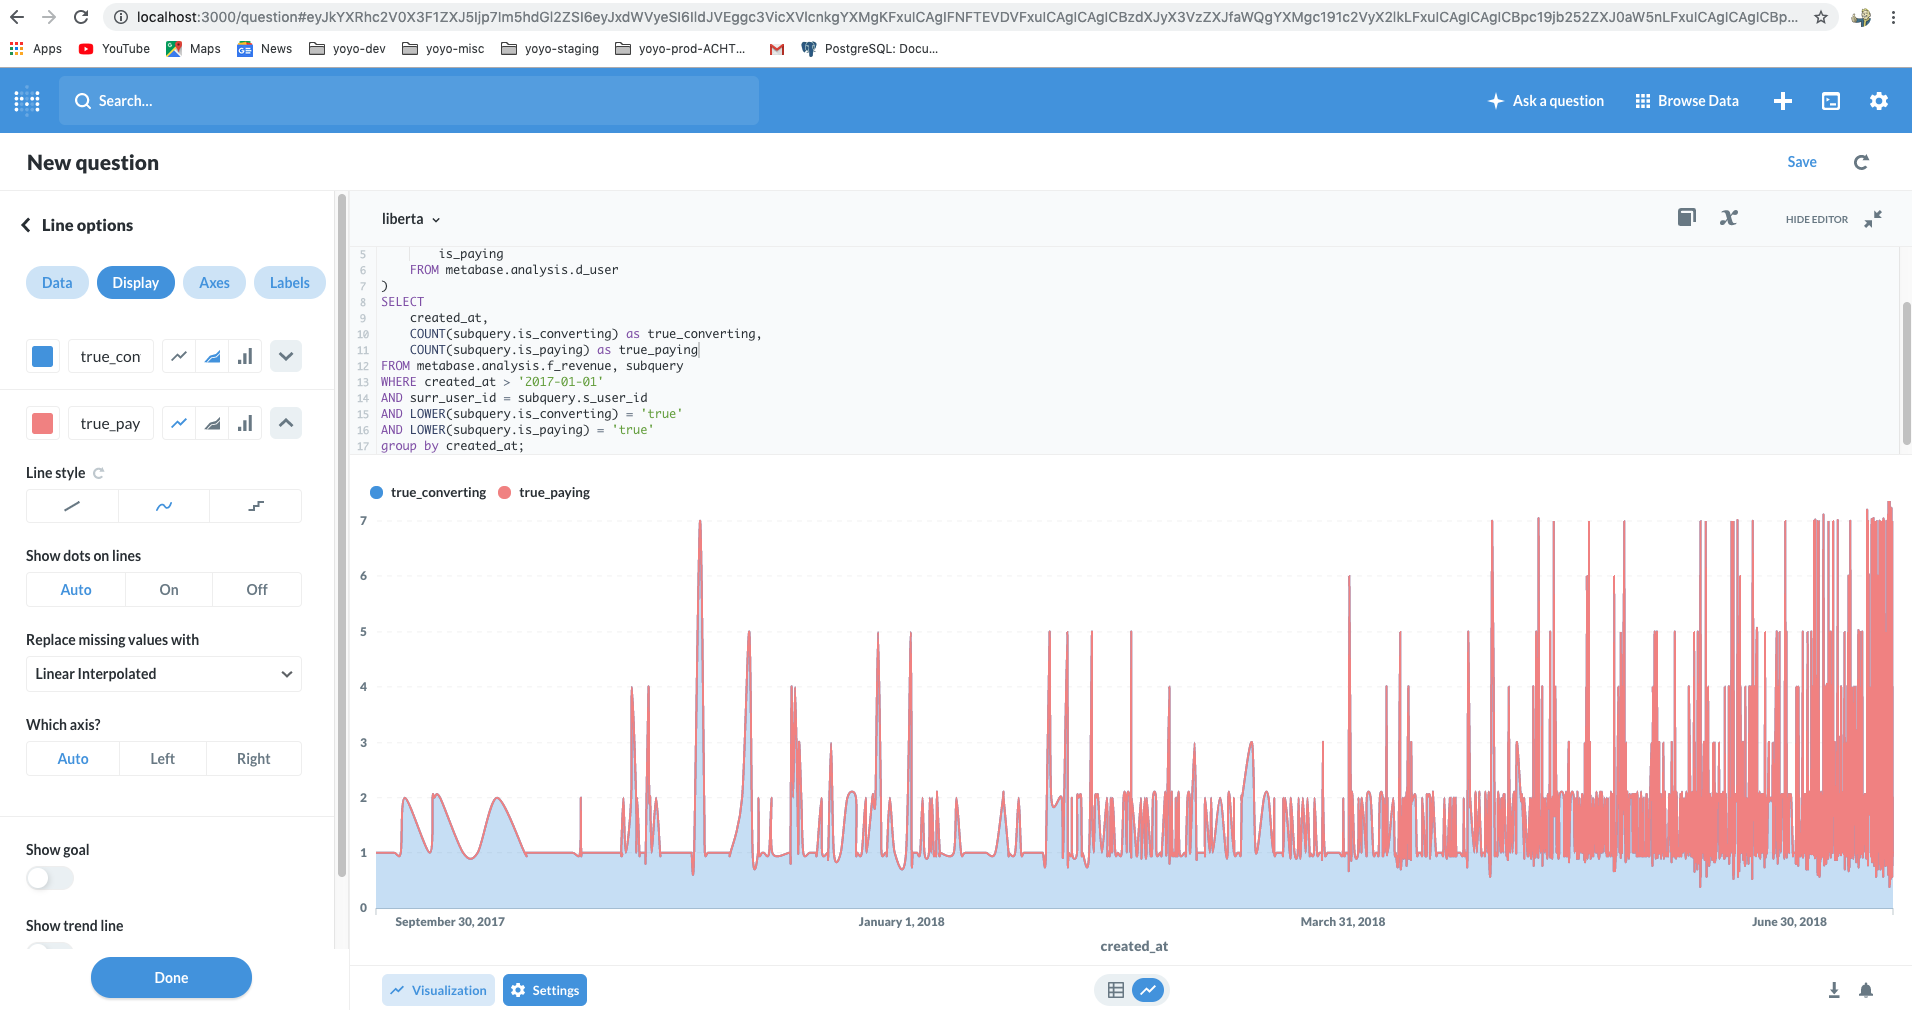 localhost:3000/question#eyJkYXRhc2V0X3F1ZXJ5Ijp7Im5hdGl2ZSI6eyJxdWVyeSI6IldJVEggc3VicXVlcnkgYXMgKFxuICAgIFNFTEVDVFxuICAgICAgICBzdXJyX3VzZXJfaWQgYXMgc191c2VyX2lkLFxuICAgICAgICBpc19jb252ZXJ0aW5nLFxuICAgICAgICBp...
Apps
YouTube
Maps
News
yoyo-dev
yoyo-misc
yoyo-staging
yoyo-prod-ACHT...
PostgreSQL: Docu...
Search...
Ask a question
Browse Data
New question
Save
Line options
Data
Display
Axes
Labels
true_con
true_pay
Line style
Show dots on lines
Auto
On
Off
Replace missing values with
Linear Interpolated
Which axis?
Auto
Left
Right
Show goal
Show trend line
Done
liberta
HIDE EDITOR
5 is_paying
6 FROM metabase.analysis.d_user
7 )
8 SELECT
9 created_at,
10 COUNT(subquery.is_converting) as true_converting,
11 COUNT(subquery.is_paying) as true_paying
12 FROM metabase.analysis.f_revenue, subquery
13 WHERE created_at > '2017-01-01'
14 AND surr_user_id = subquery.s_user_id
15 AND LOWER(subquery.is_converting) = 'true'
16 AND LOWER(subquery.is_paying) = 'true'
17 group by created_at;
true_converting
true_paying
7
6
5
4
3
2
1
0
September 30, 2017
January 1, 2018
March 31, 2018
June 30, 2018
created_at
Visualization
Settings